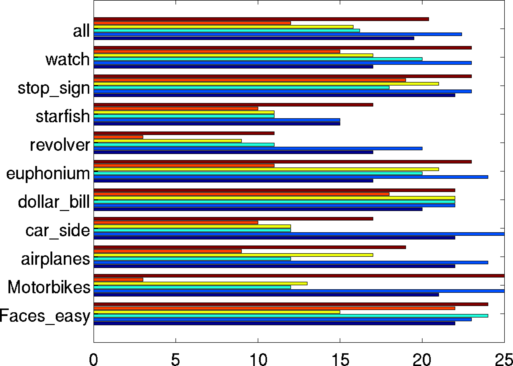 all
watch
stop_sign
starfish
revolver
euphonium
dollar_bill
car_side
airplanes
Motorbikes
Faces_easy
0 5 10 15 20 25